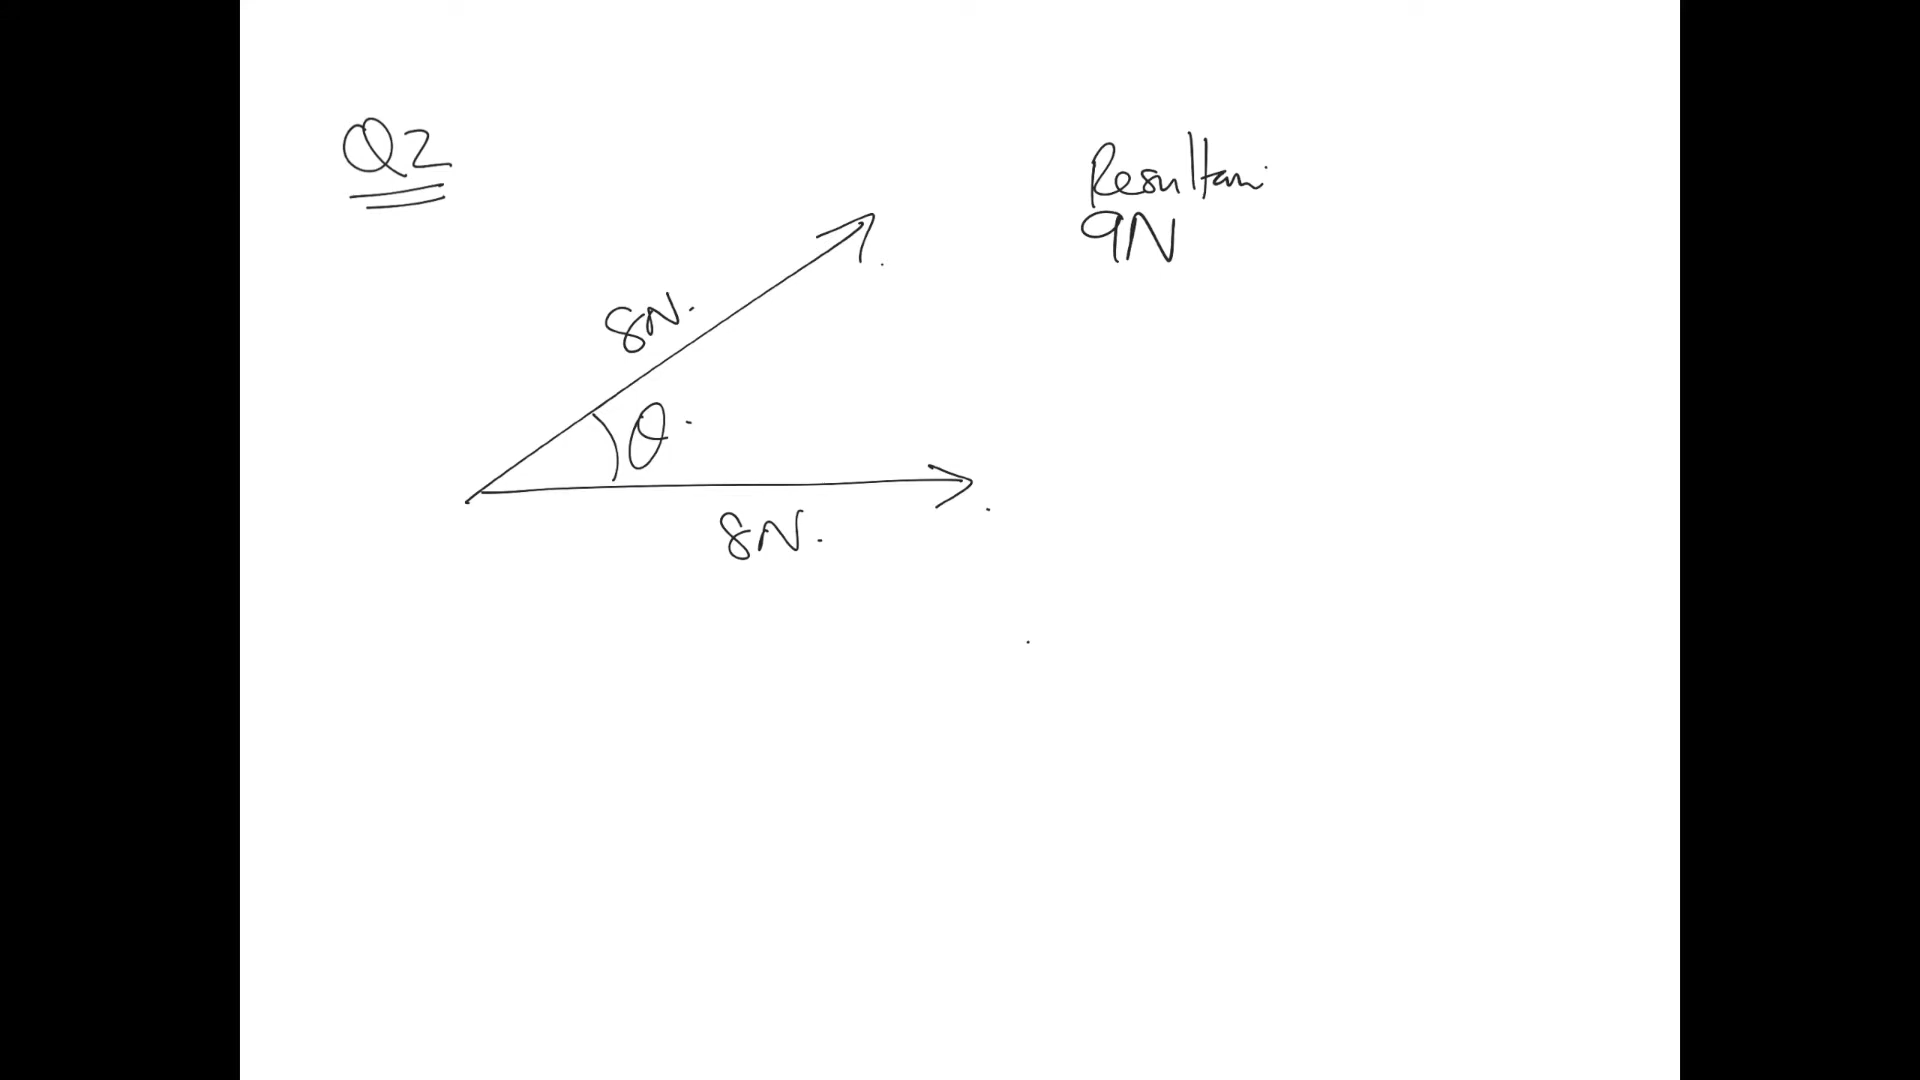 Q2
Resultant
9N
8N.
θ
8N.